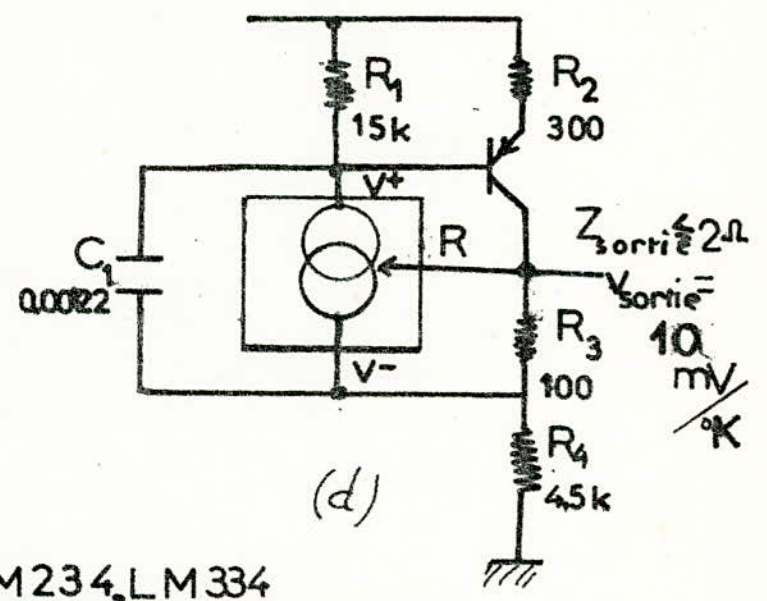 R1
15k
R2
300
V+
C1
0.0022
R
Zsortie ≤ 2Ω
Vsortie =
10
mV
/°K
R3
100
V-
R4
4,5k
(d)
M234, LM334